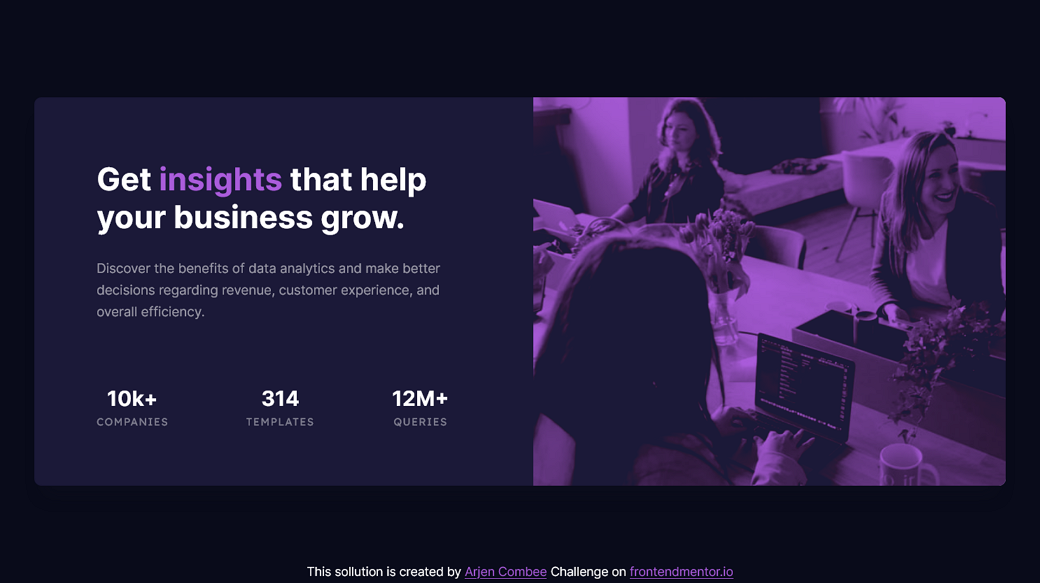 Get insights that help
your business grow.
Discover the benefits of data analytics and make better
decisions regarding revenue, customer experience, and
overall efficiency.
10k+ 314 12M+
COMPANIES TEMPLATES QUERIES
This sollution is created by Arjen Combee Challenge on frontendmentor.io